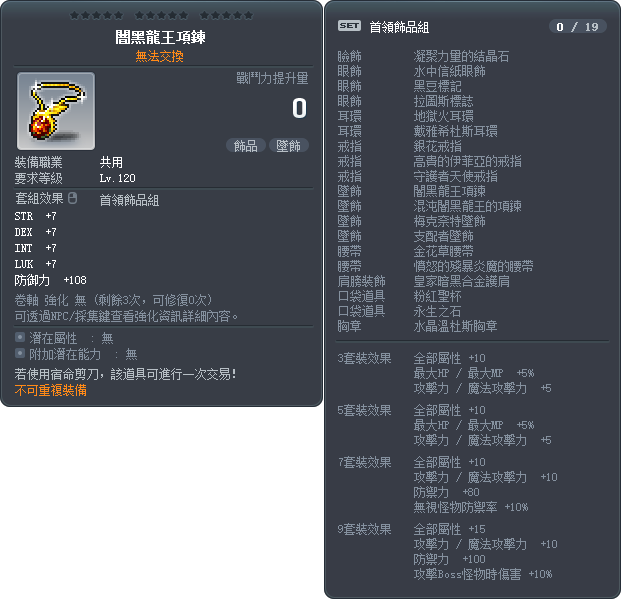 闇黑龍王項鍊
無法交換
戰鬥力提升量
0
飾品 墜飾
裝備職業 共用
要求等級 Lv.120
套組效果 首領飾品組
STR +7
DEX +7
INT +7
LUK +7
防禦力 +108
卷軸 強化 無 (剩餘3次，可修復0次)
可透過NPC/採集鍵查看強化資訊詳細內容。
潛在屬性 : 無
附加潛在能力 : 無
若使用宿命剪刀，該道具可進行一次交易!
不可重複裝備
SET 首領飾品組 0 / 19
臉飾 凝聚力量的結晶石
眼飾 水中信紙眼飾
眼飾 黑豆標記
眼飾 拉圖斯標誌
耳環 地獄火耳環
耳環 戴雅希杜斯耳環
戒指 銀花戒指
戒指 高貴的伊菲亞的戒指
戒指 守護者天使戒指
墜飾 闇黑龍王項鍊
墜飾 混沌闇黑龍王的項鍊
墜飾 梅克奈特墜飾
墜飾 支配者墜飾
腰帶 金花草腰帶
腰帶 憤怒的殘暴炎魔的腰帶
肩膀裝飾 皇家暗黑合金護肩
口袋道具 粉紅聖杯
口袋道具 永生之石
胸章 水晶溫杜斯胸章
3套裝效果 全部屬性 +10
最大HP / 最大MP +5%
攻擊力 / 魔法攻擊力 +5
5套裝效果 全部屬性 +10
最大HP / 最大MP +5%
攻擊力 / 魔法攻擊力 +5
7套裝效果 全部屬性 +10
攻擊力 / 魔法攻擊力 +10
防禦力 +80
無視怪物防禦率 +10%
9套裝效果 全部屬性 +15
攻擊力 / 魔法攻擊力 +10
防禦力 +100
攻擊Boss怪物時傷害 +10%